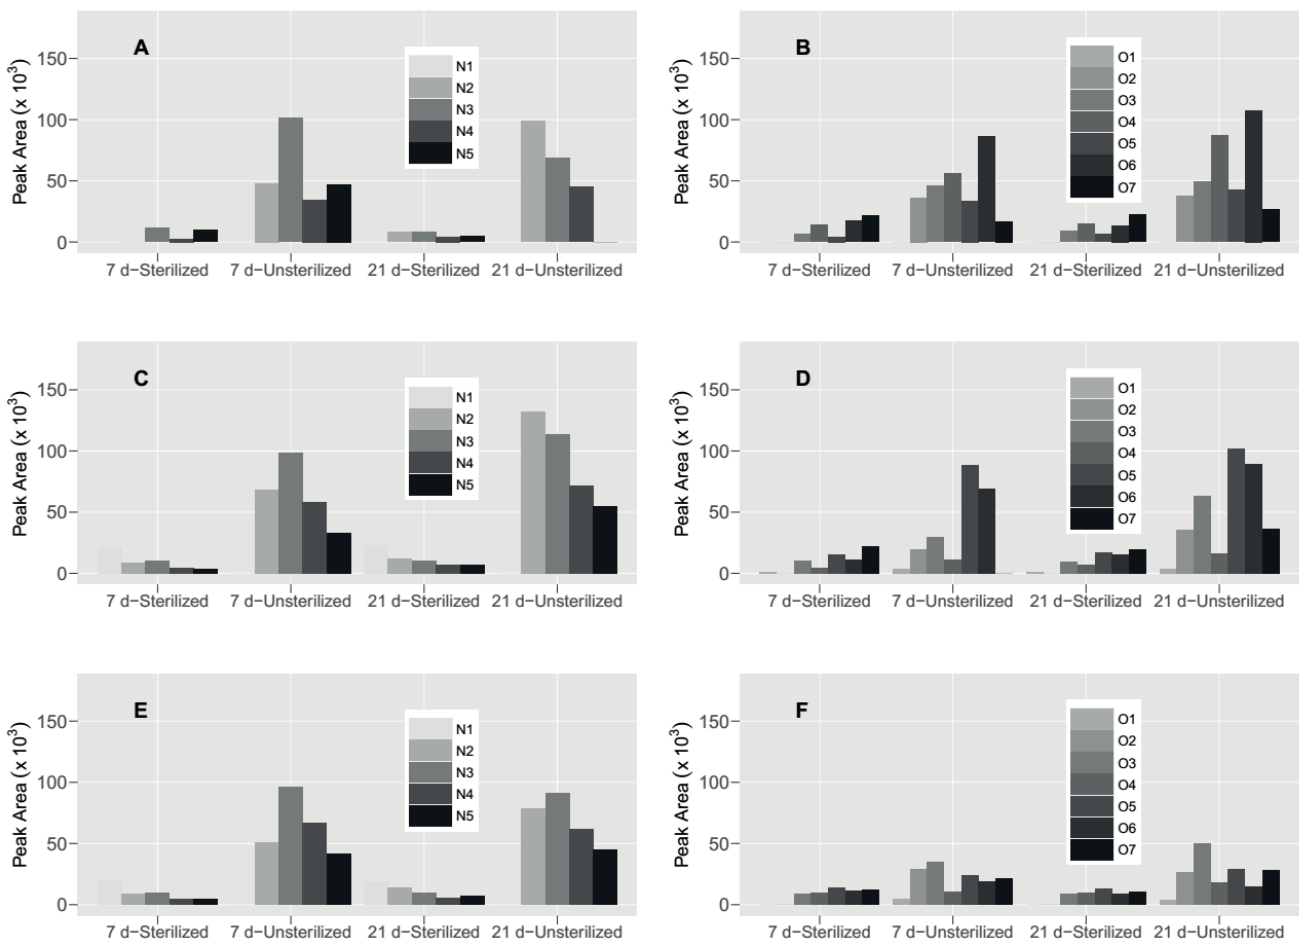 A
Peak Area (x 10³)
150
100
50
0
N1
N2
N3
N4
N5
7 d−Sterilized 7 d−Unsterilized 21 d−Sterilized 21 d−Unsterilized
B
Peak Area (x 10³)
150
100
50
0
O1
O2
O3
O4
O5
O6
O7
7 d−Sterilized 7 d−Unsterilized 21 d−Sterilized 21 d−Unsterilized
C
Peak Area (x 10³)
150
100
50
0
N1
N2
N3
N4
N5
7 d−Sterilized 7 d−Unsterilized 21 d−Sterilized 21 d−Unsterilized
D
Peak Area (x 10³)
150
100
50
0
O1
O2
O3
O4
O5
O6
O7
7 d−Sterilized 7 d−Unsterilized 21 d−Sterilized 21 d−Unsterilized
E
Peak Area (x 10³)
150
100
50
0
N1
N2
N3
N4
N5
7 d−Sterilized 7 d−Unsterilized 21 d−Sterilized 21 d−Unsterilized
F
Peak Area (x 10³)
150
100
50
0
O1
O2
O3
O4
O5
O6
O7
7 d−Sterilized 7 d−Unsterilized 21 d−Sterilized 21 d−Unsterilized